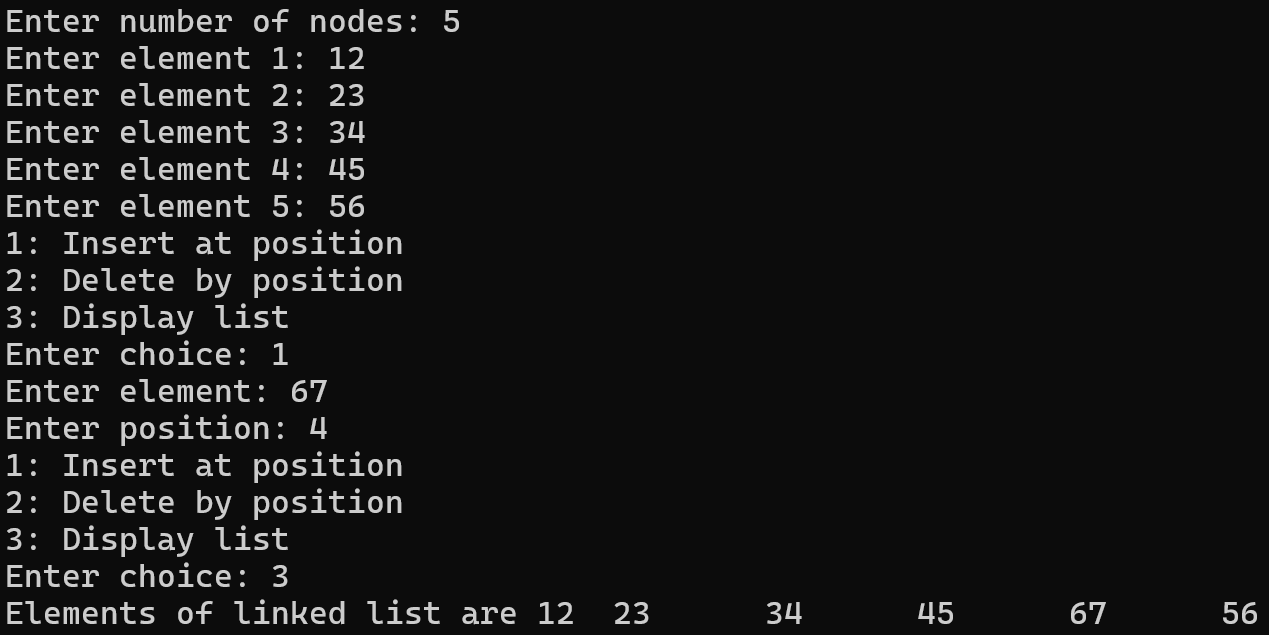 Enter number of nodes: 5
Enter element 1: 12
Enter element 2: 23
Enter element 3: 34
Enter element 4: 45
Enter element 5: 56
1: Insert at position
2: Delete by position
3: Display list
Enter choice: 1
Enter element: 67
Enter position: 4
1: Insert at position
2: Delete by position
3: Display list
Enter choice: 3
Elements of linked list are 12  23      34      45      67      56